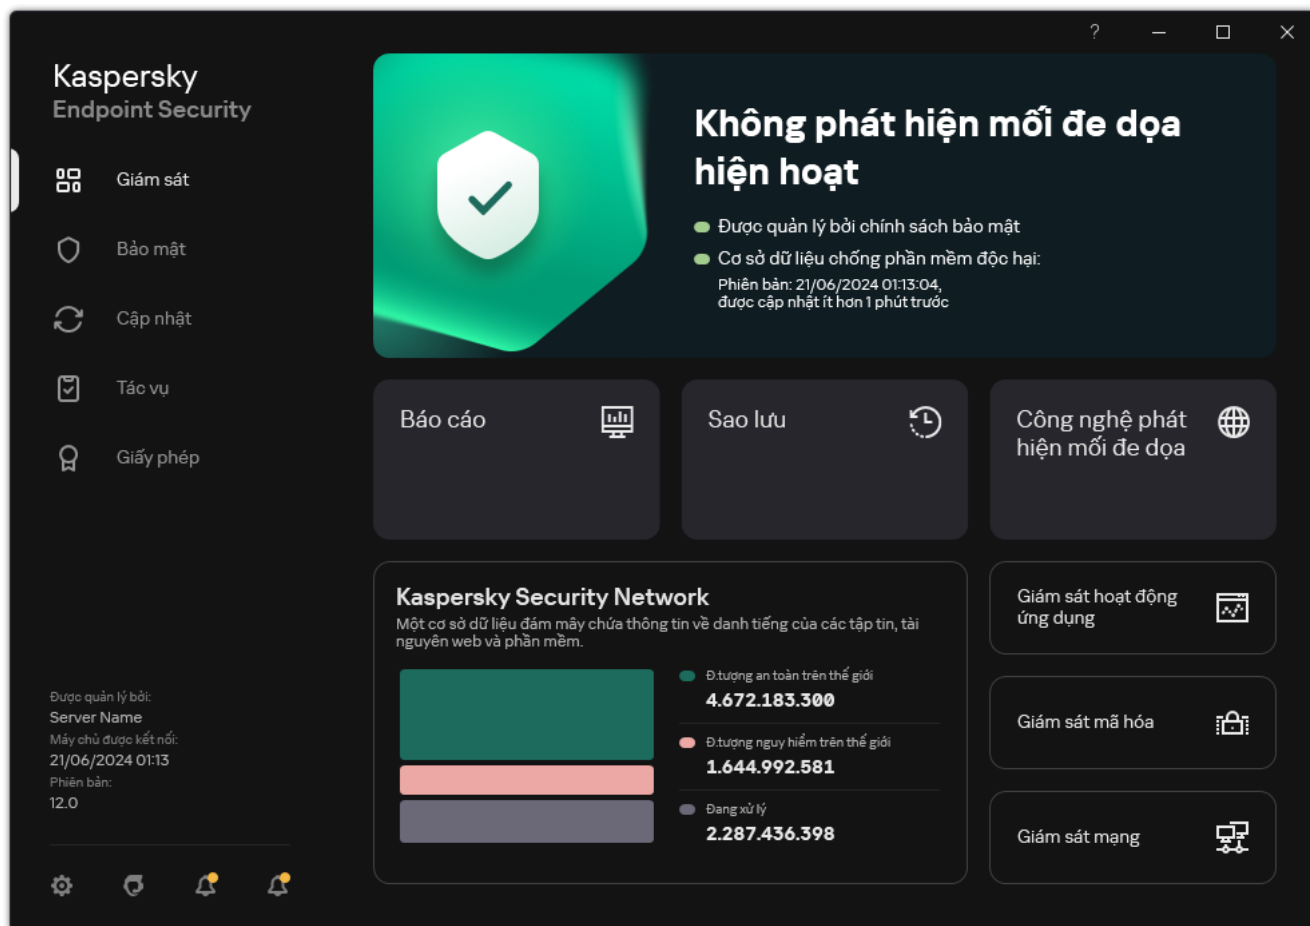 ?
Kaspersky
Endpoint Security
Giám sát
Bảo mật
Cập nhật
Tác vụ
Giấy phép
Được quản lý bởi:
Server Name
Máy chủ được kết nối:
21/06/2024 01:13
Phiên bản:
12.0
Không phát hiện mối đe dọa
hiện hoạt
Được quản lý bởi chính sách bảo mật
Cơ sở dữ liệu chống phần mềm độc hại:
Phiên bản: 21/06/2024 01:13:04,
được cập nhật ít hơn 1 phút trước
Báo cáo
Sao lưu
Công nghệ phát
hiện mối đe dọa
Kaspersky Security Network
Một cơ sở dữ liệu đám mây chứa thông tin về danh tiếng của các tập tin, tài
nguyên web và phần mềm.
Đ.tượng an toàn trên thế giới
4.672.183.300
Đ.tượng nguy hiểm trên thế giới
1.644.992.581
Đang xử lý
2.287.436.398
Giám sát hoạt động
ứng dụng
Giám sát mã hóa
Giám sát mạng